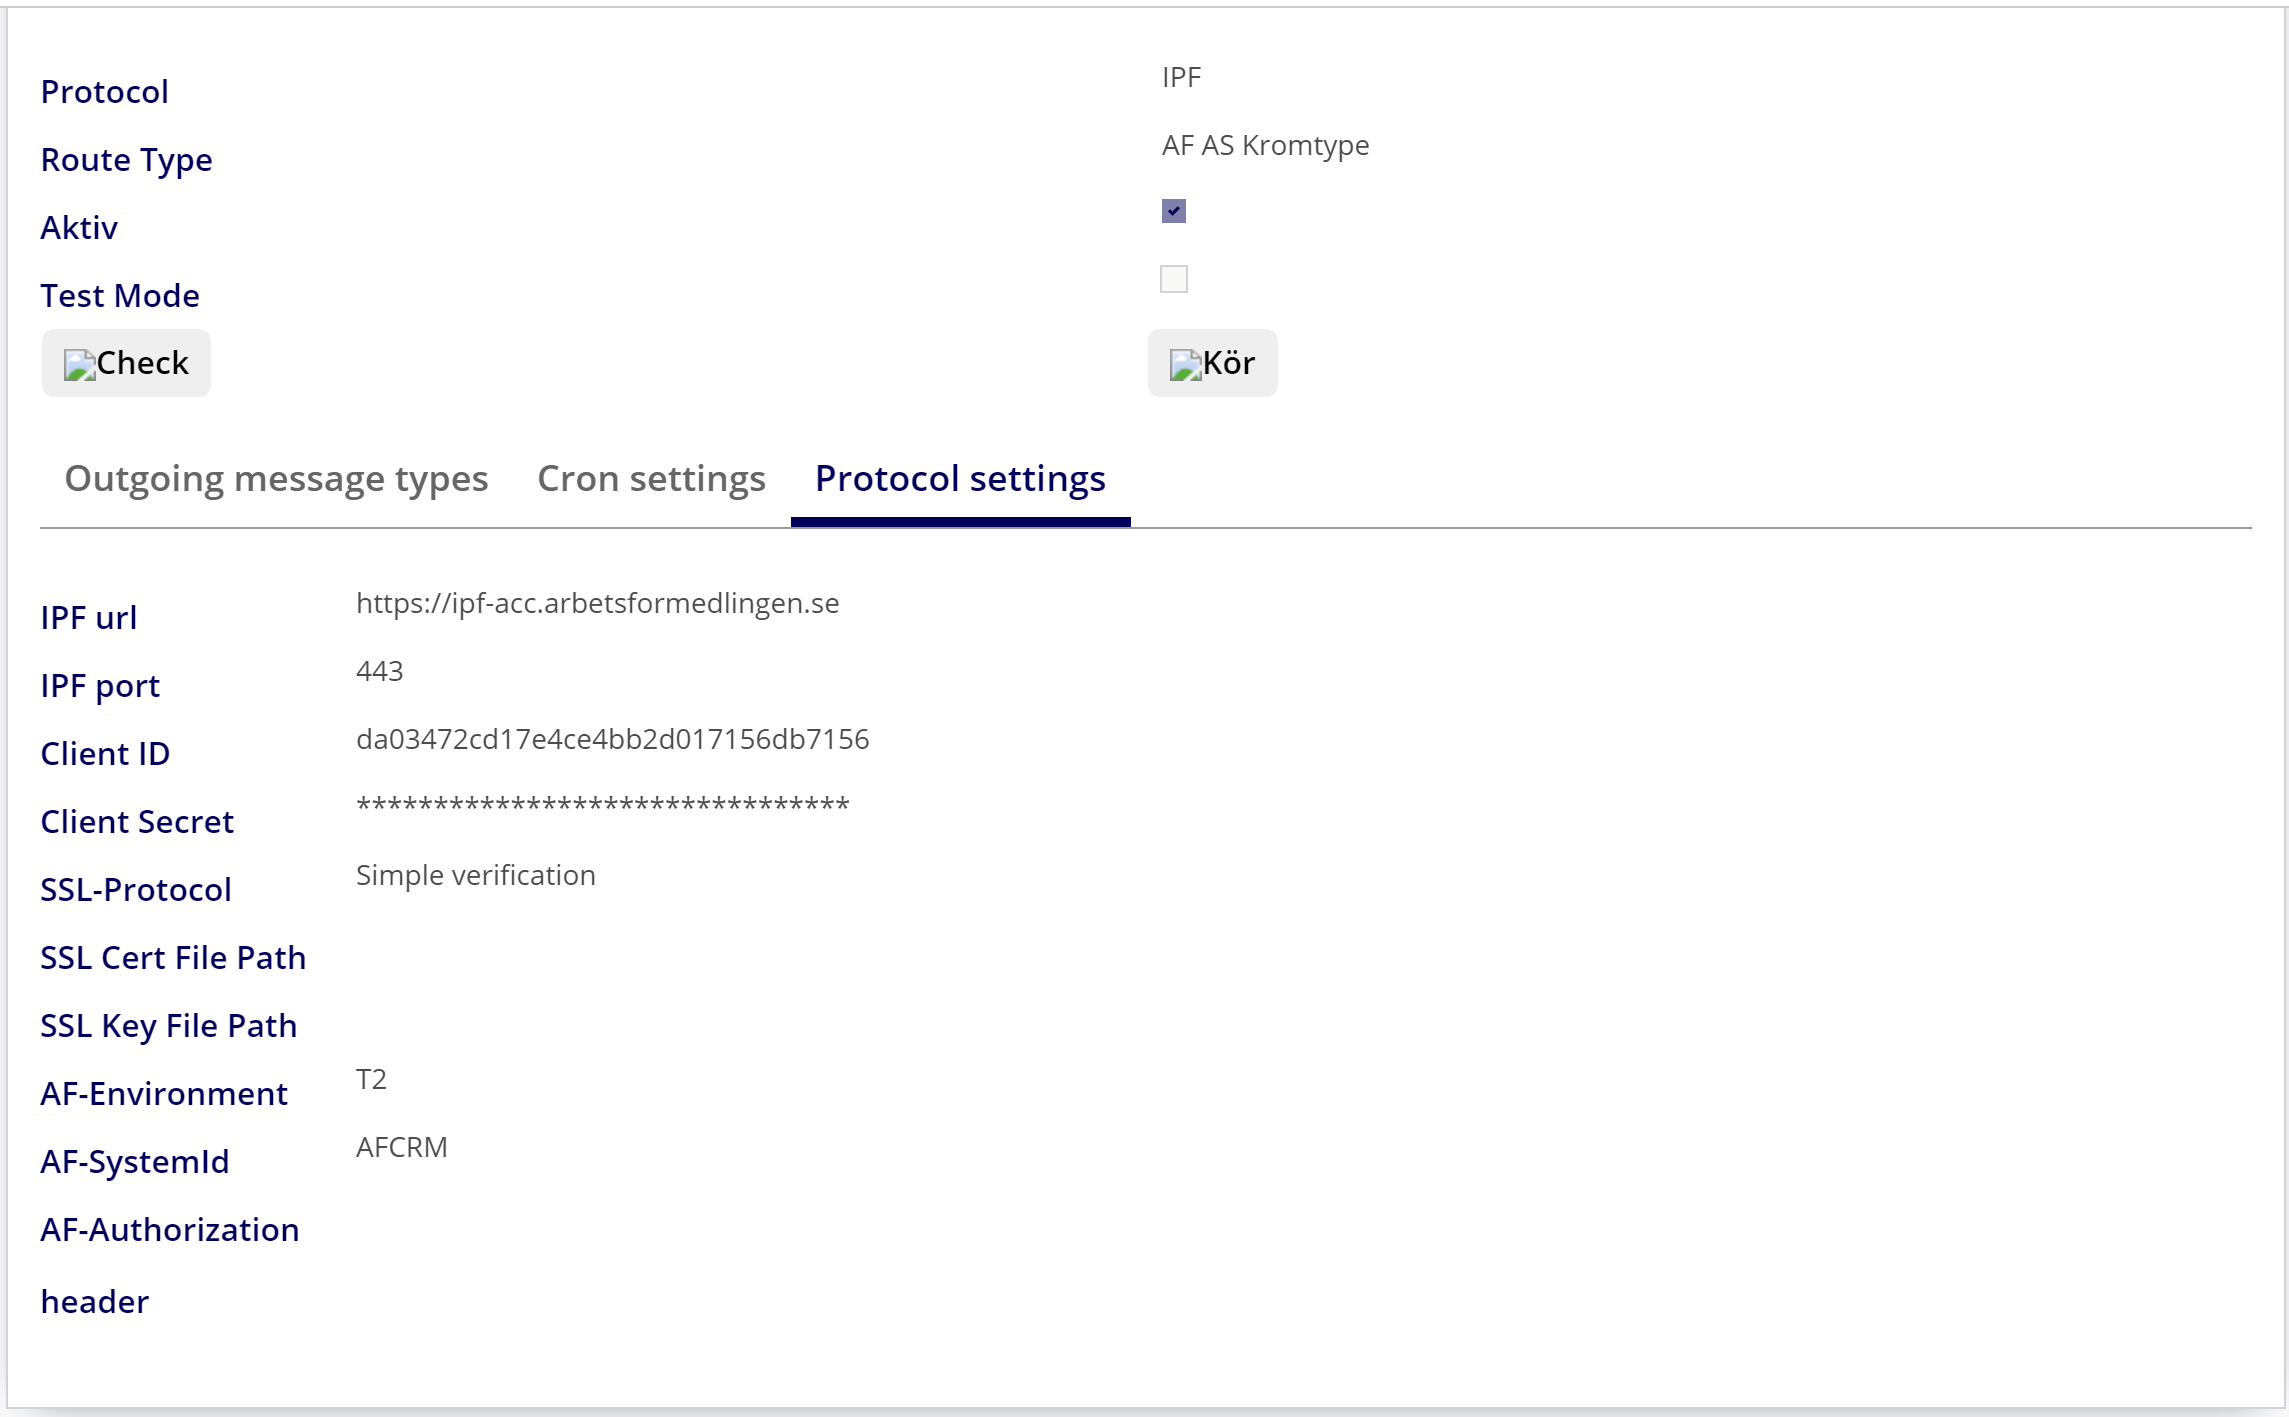 Protocol IPF
Route Type AF AS Kromtype
Aktiv
Test Mode
Check Kör
Outgoing message types Cron settings Protocol settings
IPF url https://ipf-acc.arbetsformedlingen.se
IPF port 443
Client ID da03472cd17e4ce4bb2d017156db7156
Client Secret ********************************
SSL-Protocol Simple verification
SSL Cert File Path
SSL Key File Path
AF-Environment T2
AF-SystemId AFCRM
AF-Authorization
header